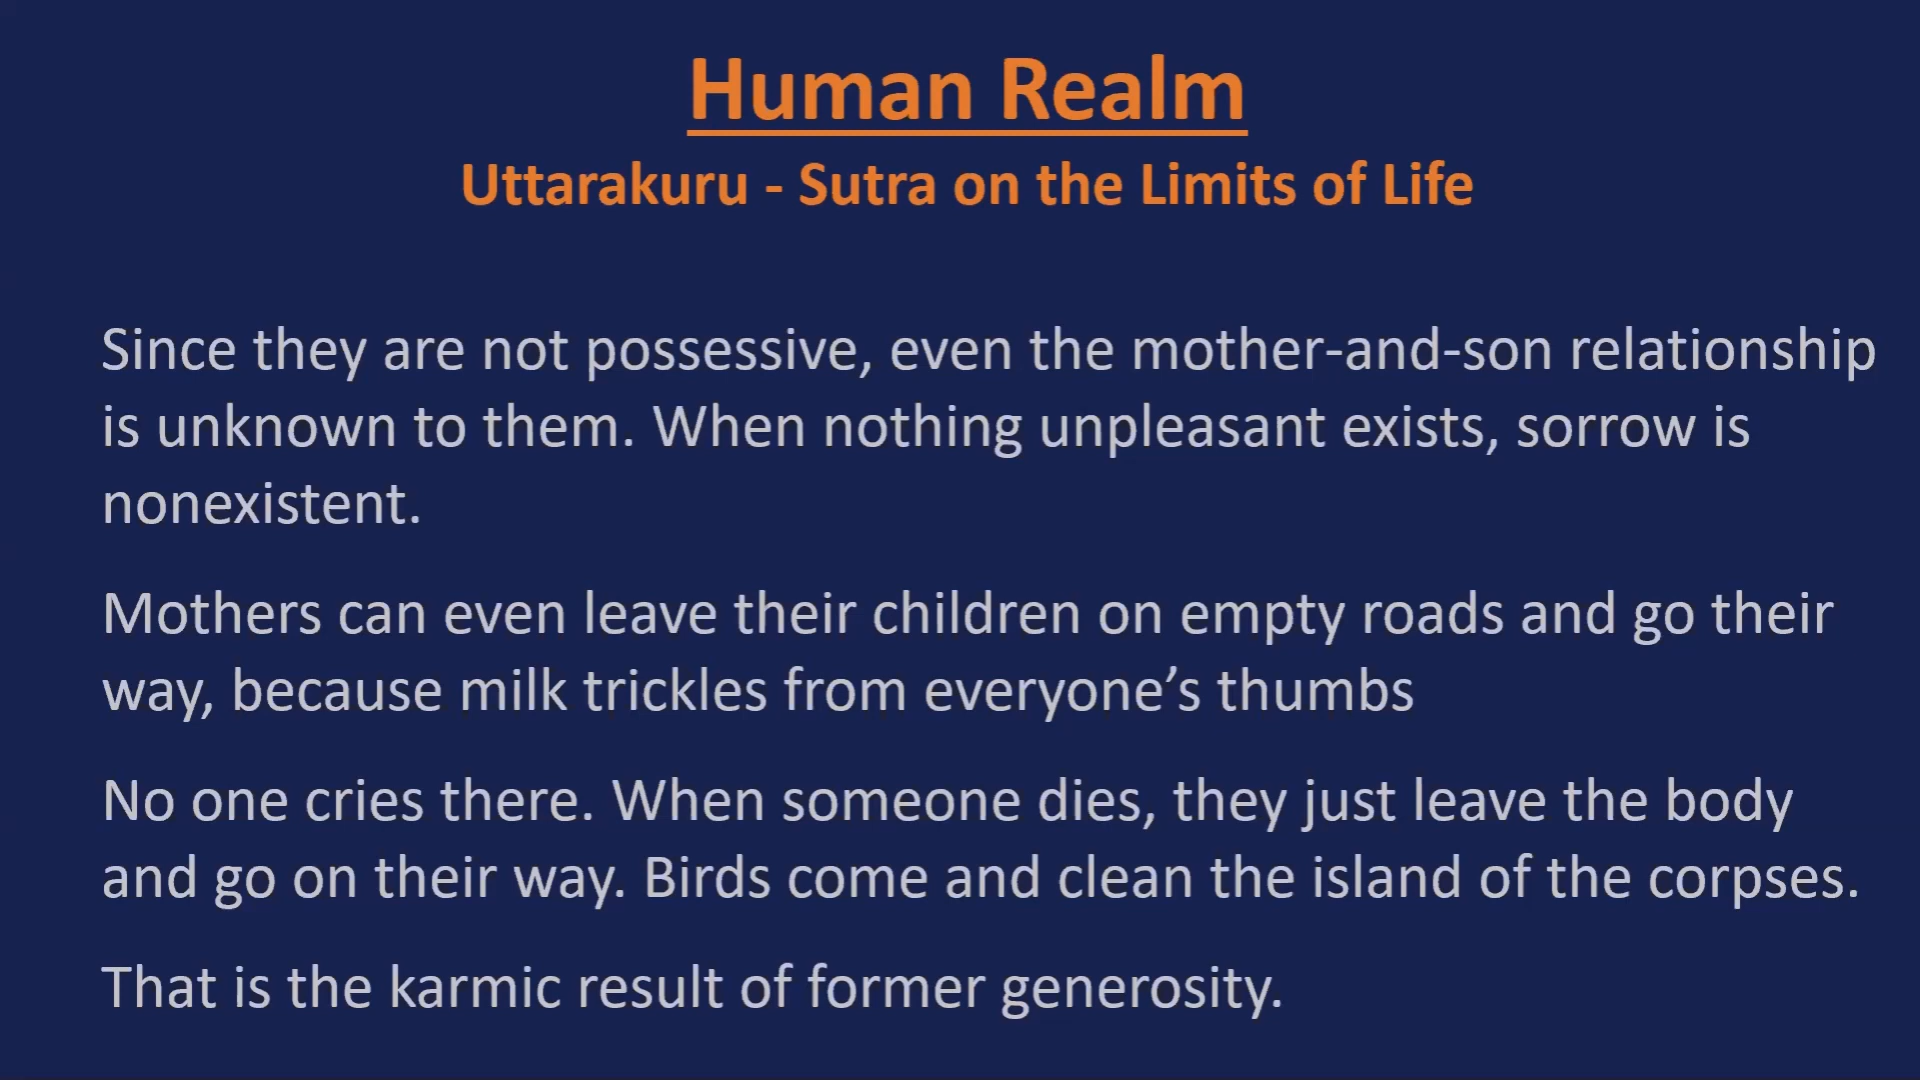 Human Realm
Uttarakuru - Sutra on the Limits of Life
Since they are not possessive, even the mother-and-son relationship
is unknown to them. When nothing unpleasant exists, sorrow is
nonexistent.
Mothers can even leave their children on empty roads and go their
way, because milk trickles from everyone’s thumbs
No one cries there. When someone dies, they just leave the body
and go on their way. Birds come and clean the island of the corpses.
That is the karmic result of former generosity.